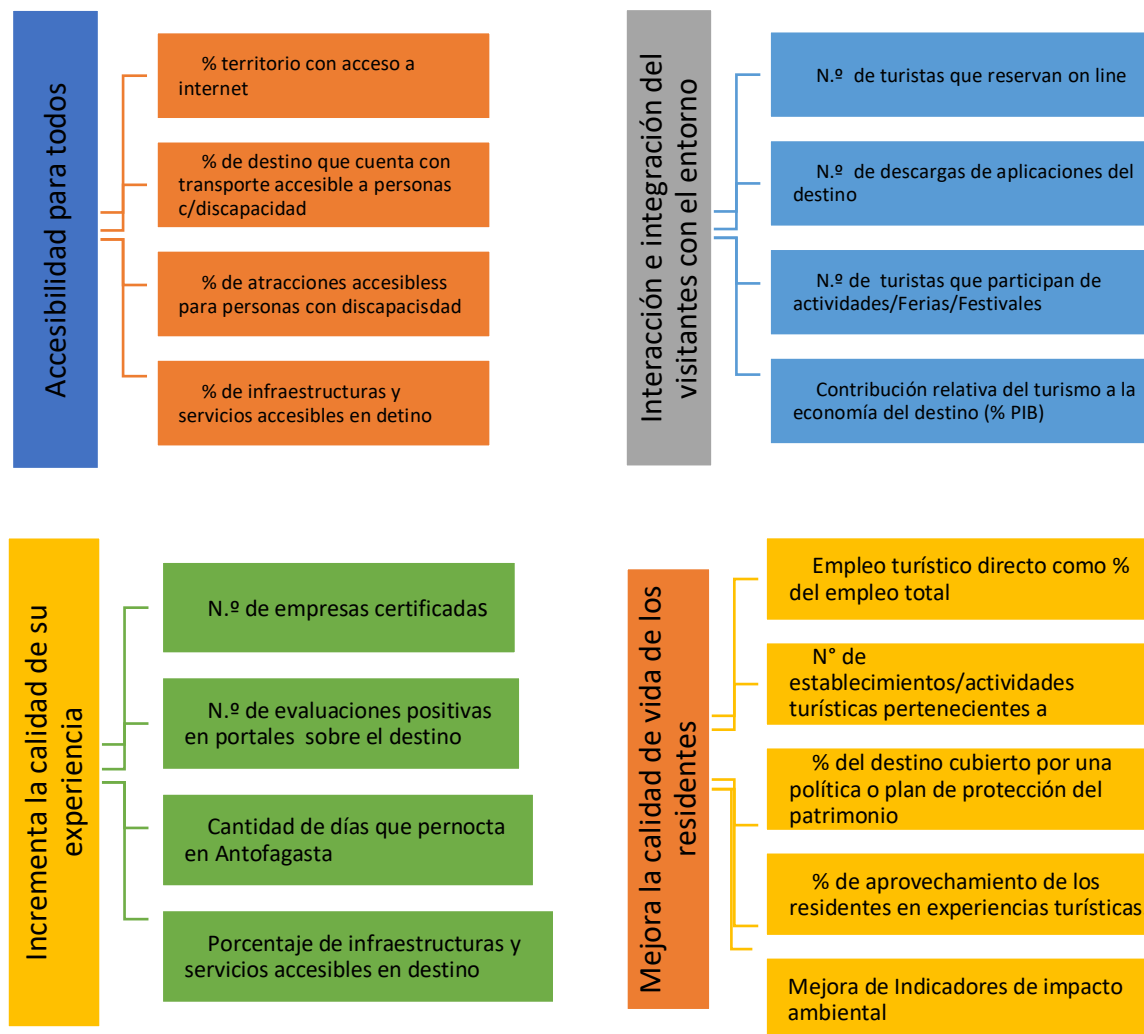 Accesibilidad para todos
% territorio con acceso a
internet
% de destino que cuenta con
transporte accesible a personas
c/discapacidad
% de atracciones accesibless
para personas con discapacisdad
% de infraestructuras y
servicios accesibles en detino
Interacción e integración del
visitantes con el entorno
N.º de turistas que reservan on line
N.º de descargas de aplicaciones del
destino
N.º de turistas que participan de
actividades/Ferias/Festivales
Contribución relativa del turismo a la
economía del destino (% PIB)
Incrementa la calidad de su
experiencia
N.º de empresas certificadas
N.º de evaluaciones positivas
en portales sobre el destino
Cantidad de días que pernocta
en Antofagasta
Porcentaje de infraestructuras y
servicios accesibles en destino
Mejora la calidad de vida de los
residentes
Empleo turístico directo como %
del empleo total
N° de
establecimientos/actividades
turísticas pertenecientes a
% del destino cubierto por una
política o plan de protección del
patrimonio
% de aprovechamiento de los
residentes en experiencias turísticas
Mejora de Indicadores de impacto
ambiental